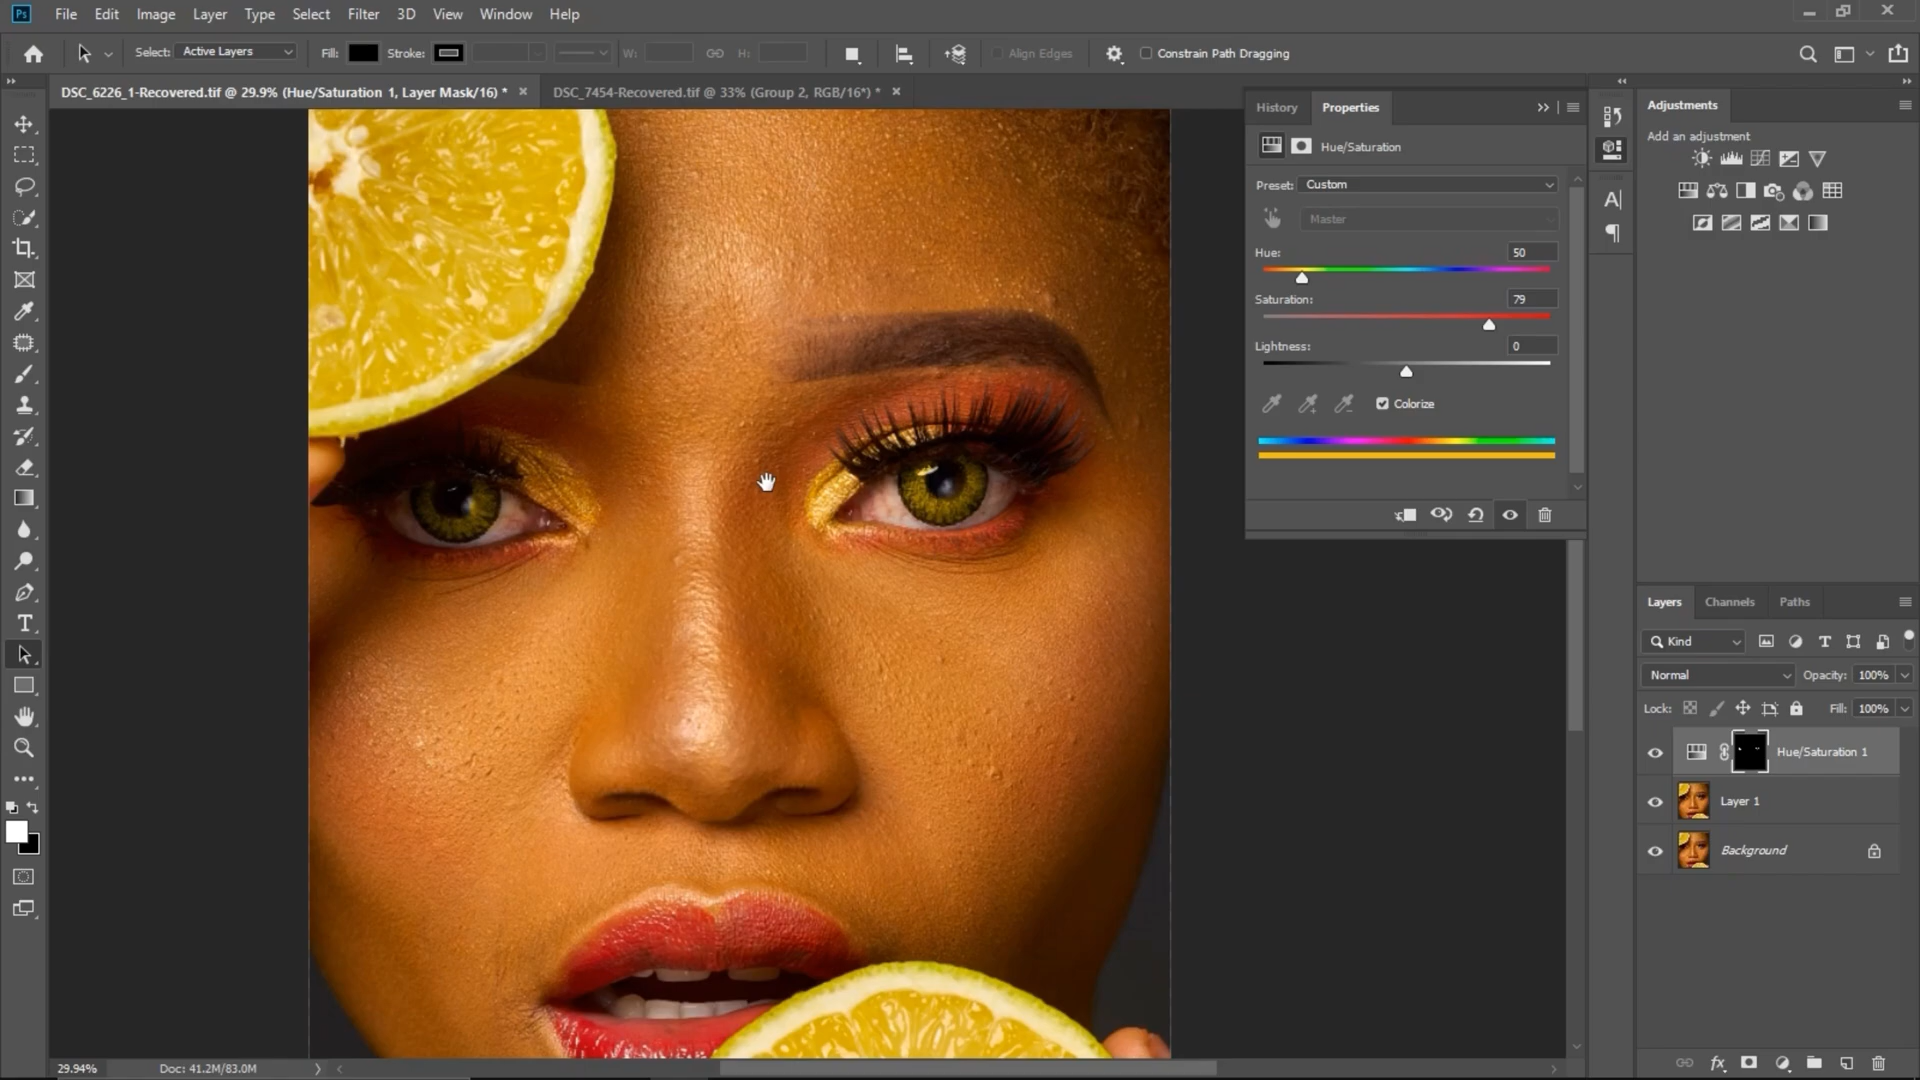 Ps File Edit Image Layer Type Select Filter 3D View Window Help
Select: Active Layers Fill: Stroke: W: H: Align Edges Constrain Path Dragging
DSC_6226_1-Recovered.tif @ 29.9% (Hue/Saturation 1, Layer Mask/16) * DSC_7454-Recovered.tif @ 33% (Group 2, RGB/16*) *
History Properties
Hue/Saturation
Preset: Custom
Master
Hue: 50
Saturation: 79
Lightness: 0
Colorize
Adjustments
Add an adjustment
Layers Channels Paths
Kind
Normal Opacity: 100%
Lock: Fill: 100%
Hue/Saturation 1
Layer 1
Background
29.94% Doc: 41.2M/83.0M